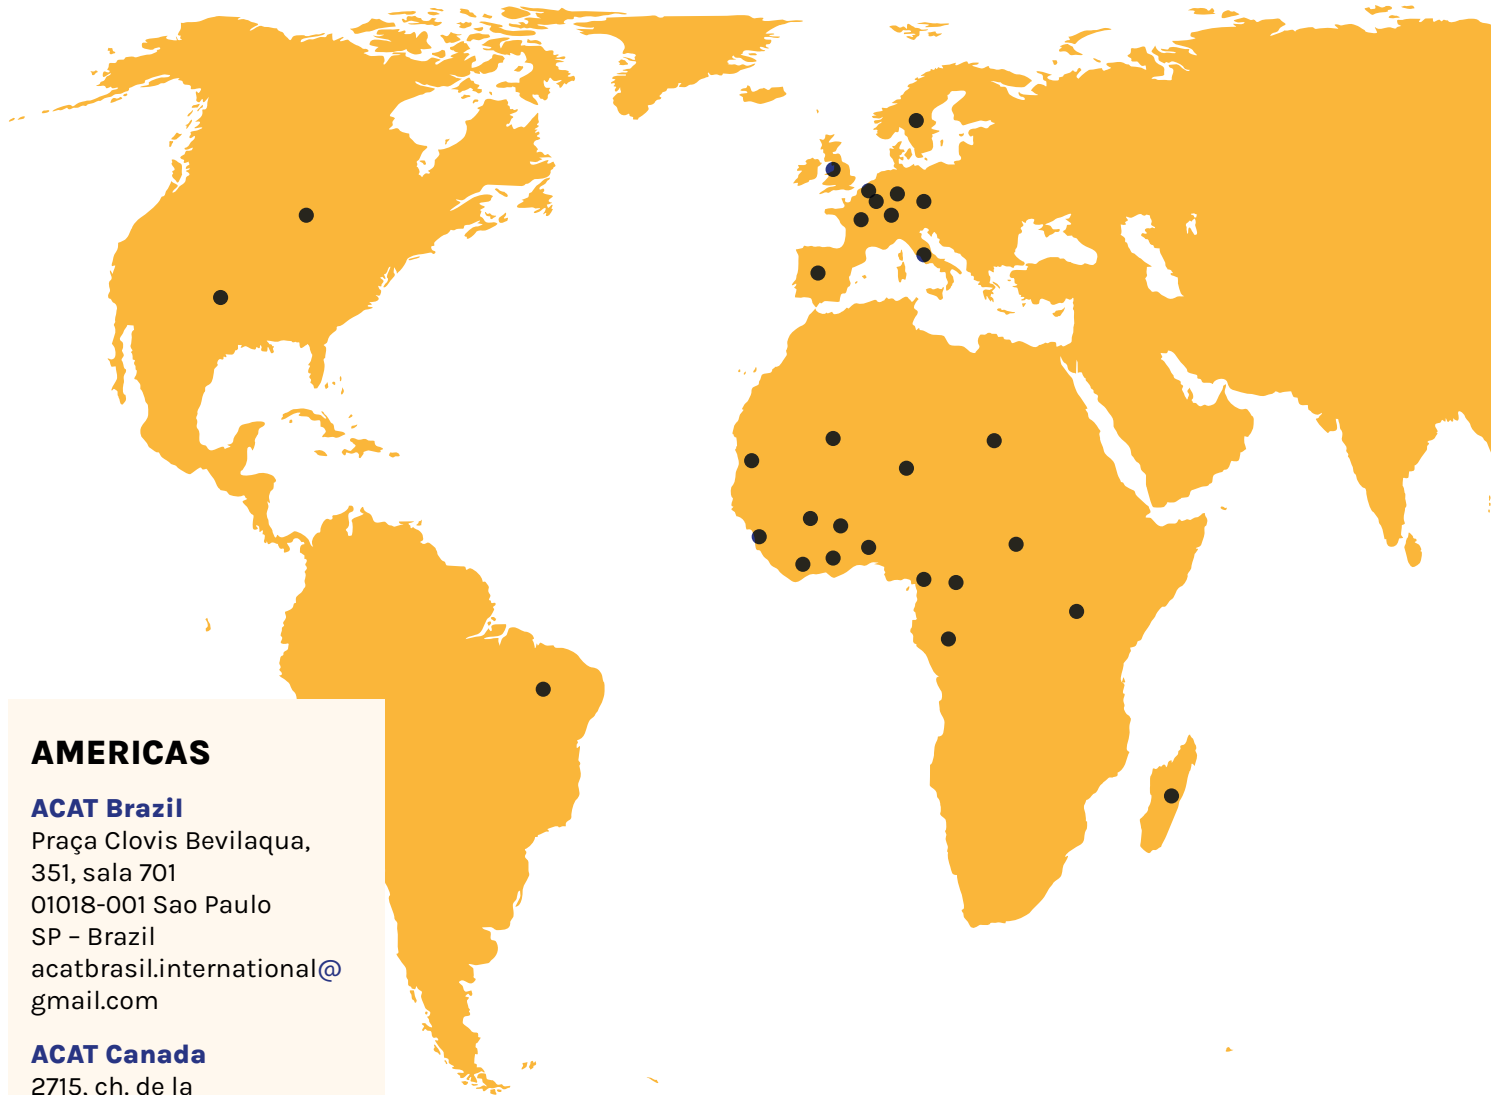 AMERICAS
ACAT Brazil
Praça Clovis Bevilaqua,
351, sala 701
01018-001 Sao Paulo
SP – Brazil
acatbrasil.international@
gmail.com
ACAT Canada
2715, ch. de la